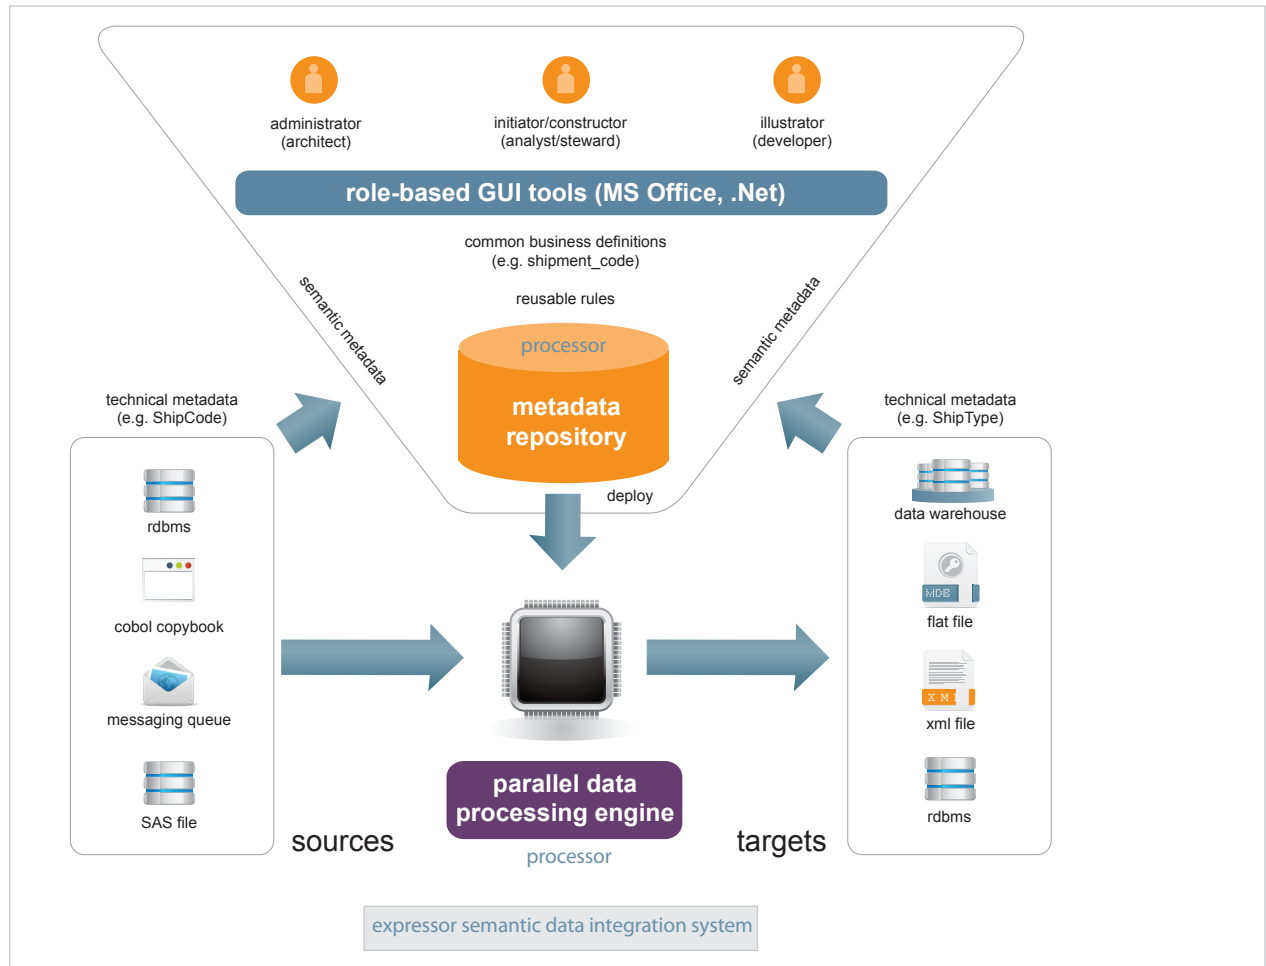 administrator
(architect)
initiator/constructor
(analyst/steward)
illustrator
(developer)
role-based GUI tools (MS Office, .Net)
common business definitions
(e.g. shipment_code)
reusable rules
semantic metadata
semantic metadata
processor
metadata
repository
deploy
technical metadata
(e.g. ShipCode)
rdbms
cobol copybook
messaging queue
SAS file
sources
technical metadata
(e.g. ShipType)
data warehouse
MDB
flat file
XML
xml file
rdbms
targets
parallel data
processing engine
processor
expressor semantic data integration system